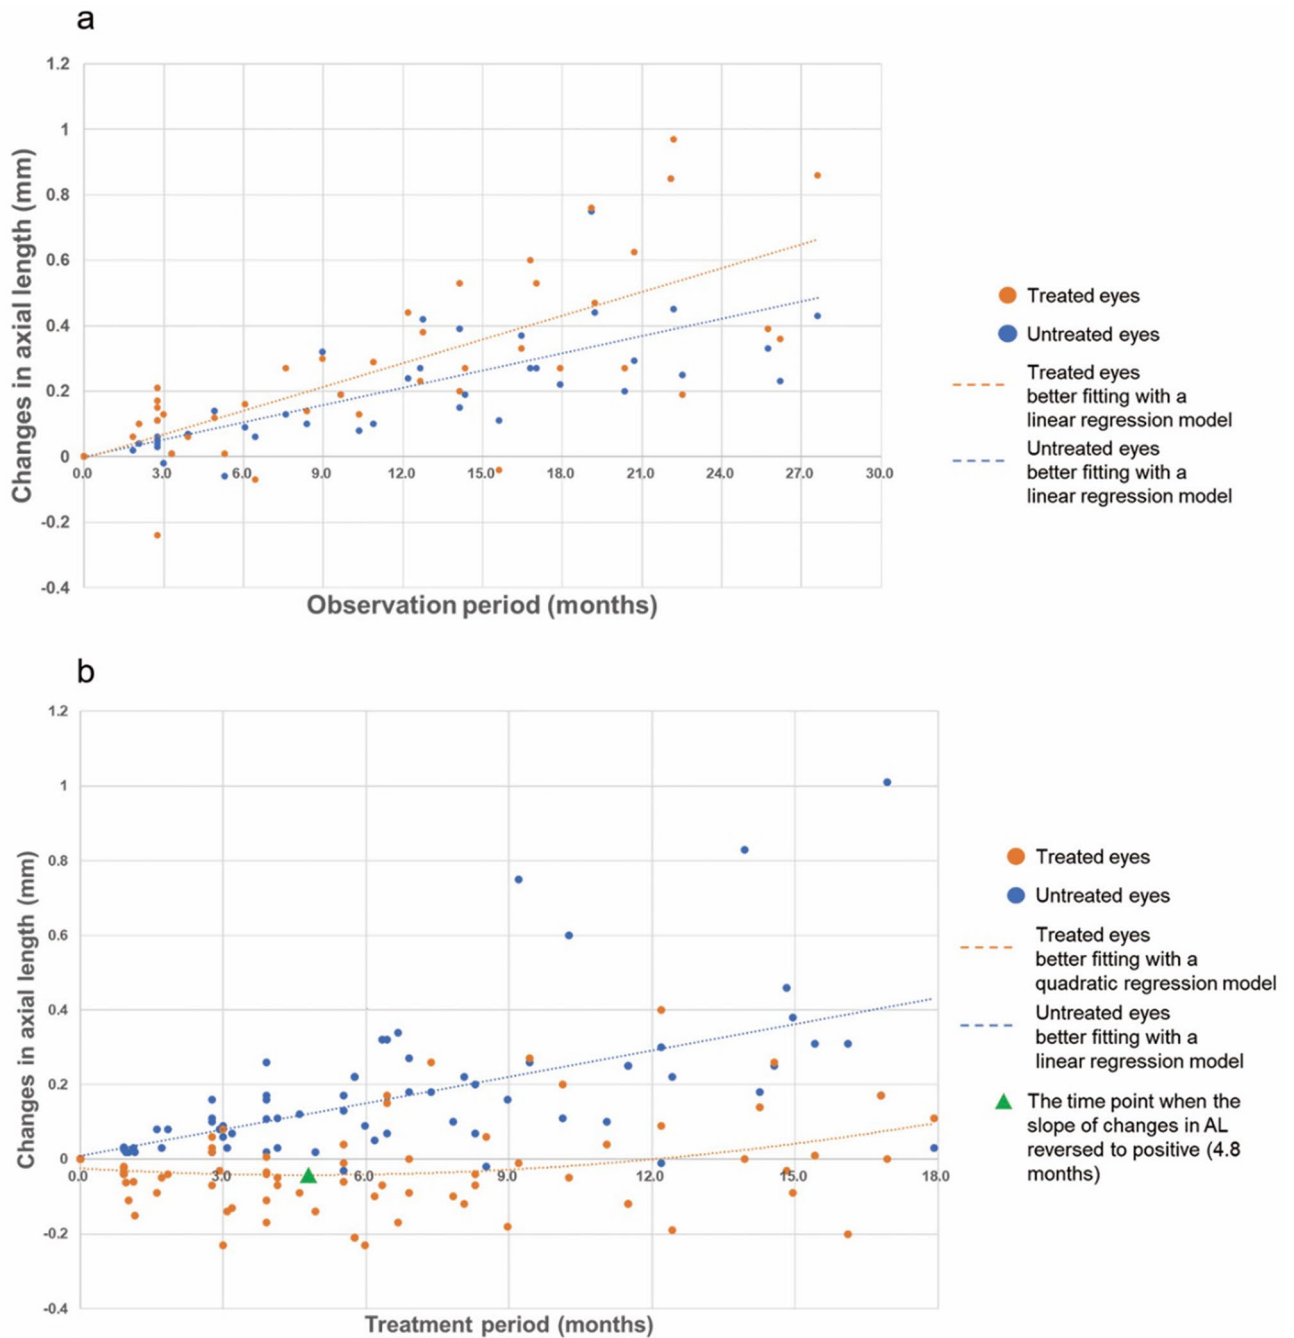 a
1.2
1
0.8
0.6
0.4
0.2
0
-0.2
-0.4
0.0
3.0
6.0
9.0
12.0
15.0
18.0
21.0
24.0
27.0
30.0
Changes in axial length (mm)
Observation period (months)
Treated eyes
Untreated eyes
Treated eyes
better fitting with a
linear regression model
Untreated eyes
better fitting with a
linear regression model
b
1.2
1
0.8
0.6
0.4
0.2
0
-0.2
-0.4
0.0
3.0
6.0
9.0
12.0
15.0
18.0
Changes in axial length (mm)
Treatment period (months)
Treated eyes
Untreated eyes
Treated eyes
better fitting with a
quadratic regression model
Untreated eyes
better fitting with a
linear regression model
The time point when the
slope of changes in AL
reversed to positive (4.8
months)